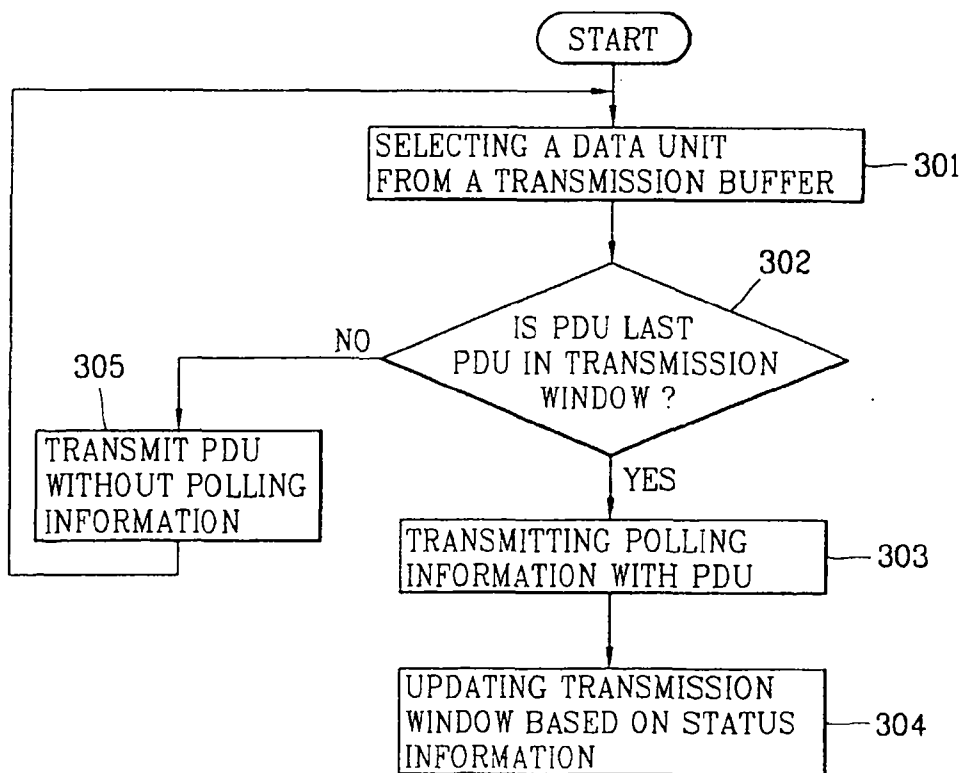 START
SELECTING A DATA UNIT
FROM A TRANSMISSION BUFFER
301
302
IS PDU LAST
PDU IN TRANSMISSION
WINDOW ?
NO
305
TRANSMIT PDU
WITHOUT POLLING
INFORMATION
YES
TRANSMITTING POLLING
INFORMATION WITH PDU
303
UPDATING TRANSMISSION
WINDOW BASED ON STATUS
INFORMATION
304